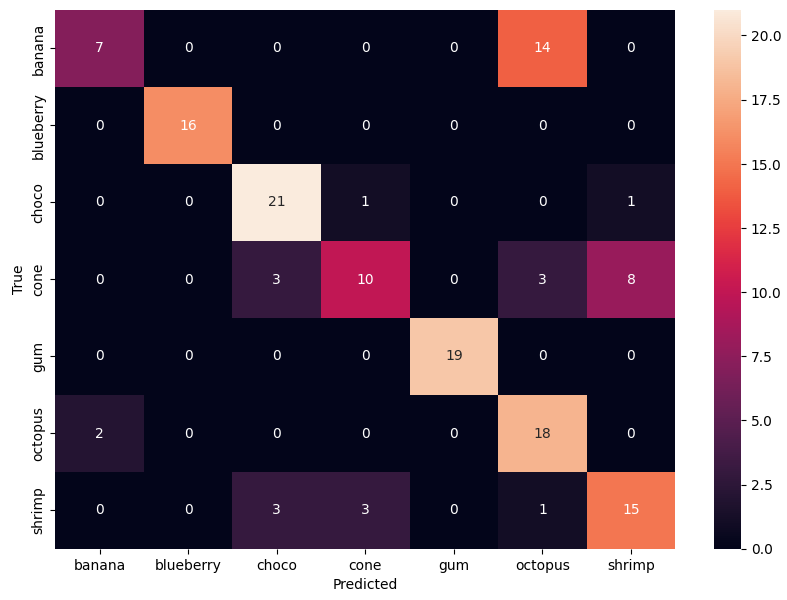 banana 7 0 0 0 0 14 0
blueberry 0 16 0 0 0 0 0
choco 0 0 21 1 0 0 1
cone 0 0 3 10 0 3 8
gum 0 0 0 0 19 0 0
octopus 2 0 0 0 0 18 0
shrimp 0 0 3 3 0 1 15
True
banana blueberry choco cone gum octopus shrimp
Predicted
20.0
17.5
15.0
12.5
10.0
7.5
5.0
2.5
0.0